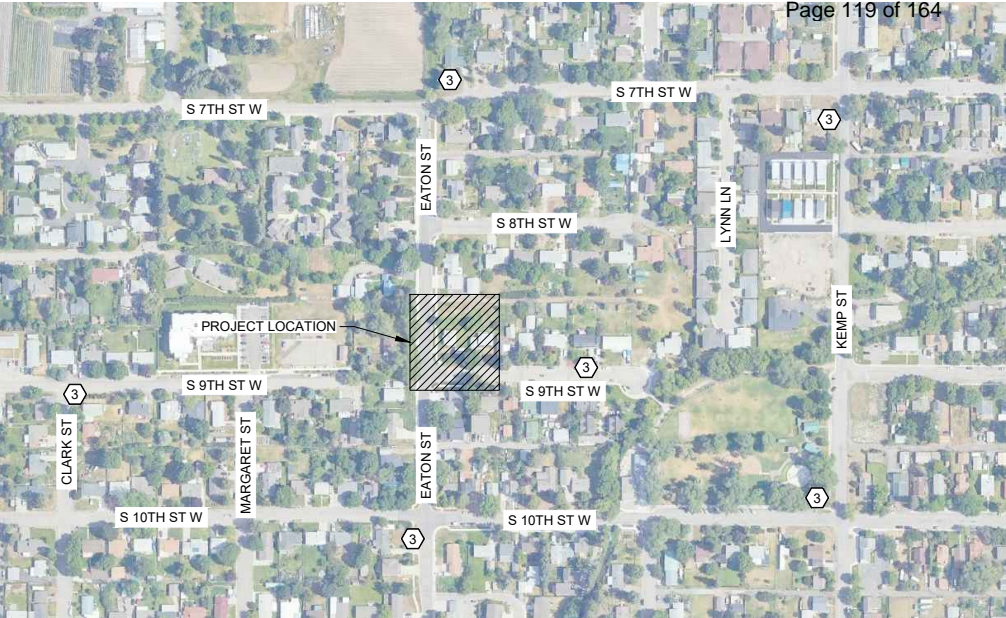 Page 119 of 164
3
S 7TH ST W
S 7TH ST W
3
EATON ST
LYNN LN
S 8TH ST W
KEMP ST
PROJECT LOCATION
3
S 9TH ST W
S 9TH ST W
3
CLARK ST
MARGARET ST
EATON ST
3
S 10TH ST W
S 10TH ST W
3